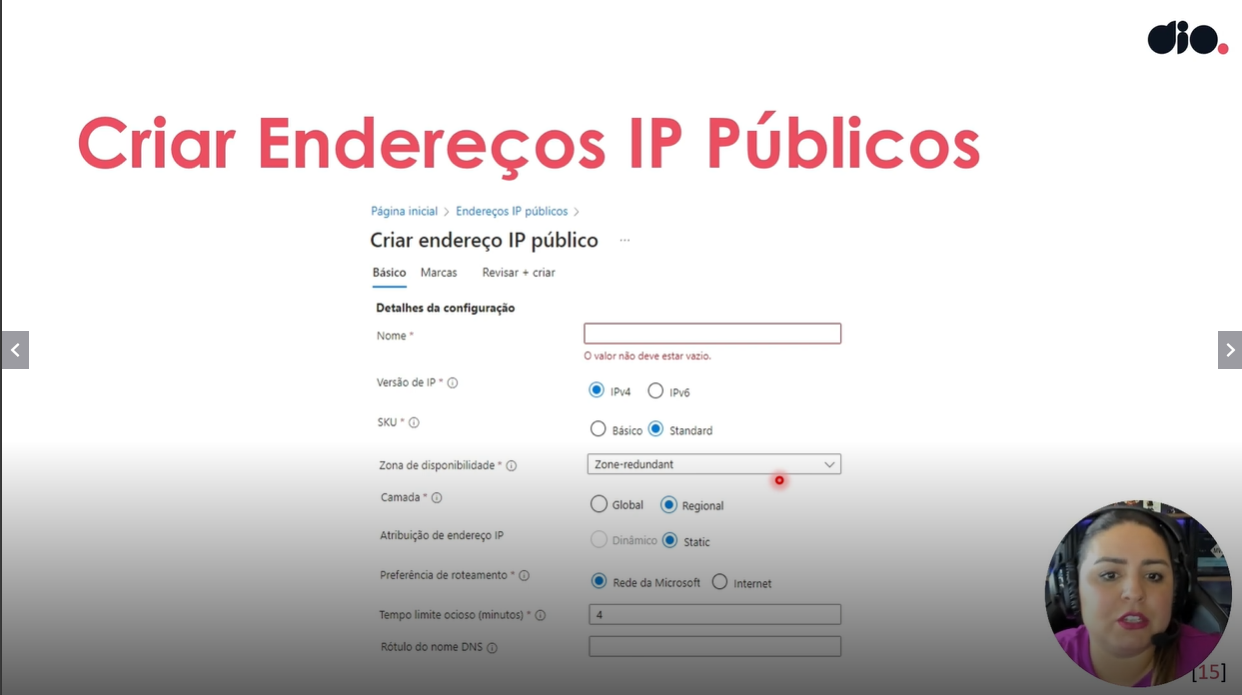 dio.
Criar Endereços IP Públicos
Página inicial > Endereços IP públicos >
Criar endereço IP público ...
Básico Marcas Revisar + criar
Detalhes da configuração
Nome *
O valor não deve estar vazio.
Versão de IP * IPv4 IPv6
SKU * Básico Standard
Zona de disponibilidade * Zone-redundant
Camada * Global Regional
Atribuição de endereço IP Dinâmico Static
Preferência de roteamento * Rede da Microsoft Internet
Tempo limite ocioso (minutos) * 4
Rótulo do nome DNS
[15]